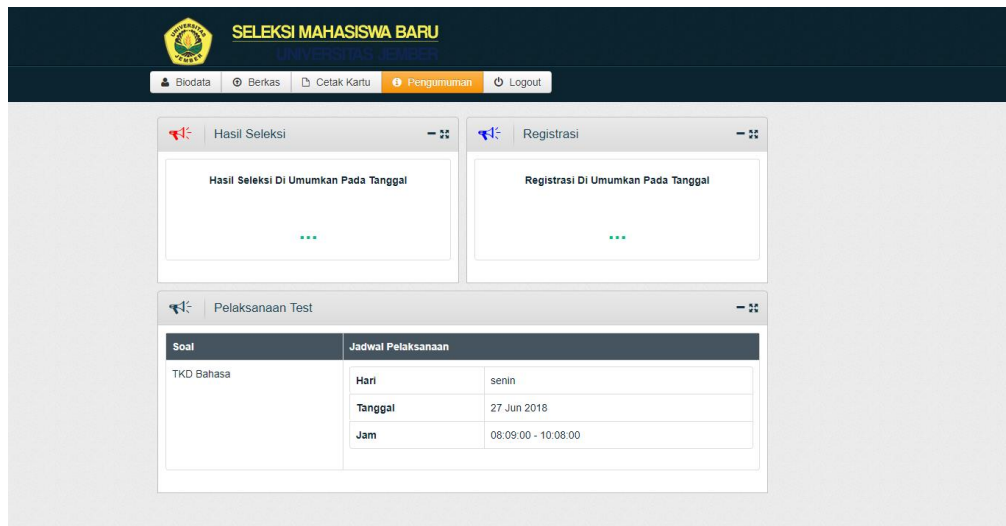 UNIVERSITAS
JEMBER
SELEKSI MAHASISWA BARU
UNIVERSITAS JEMBER
Biodata
Berkas
Cetak Kartu
Pengumuman
Logout
Hasil Seleksi
Registrasi
Hasil Seleksi Di Umumkan Pada Tanggal
Registrasi Di Umumkan Pada Tanggal
...
...
Pelaksanaan Test
Soal
Jadwal Pelaksanaan
TKD Bahasa
Hari
senin
Tanggal
27 Jun 2018
Jam
08:09:00 - 10:08:00